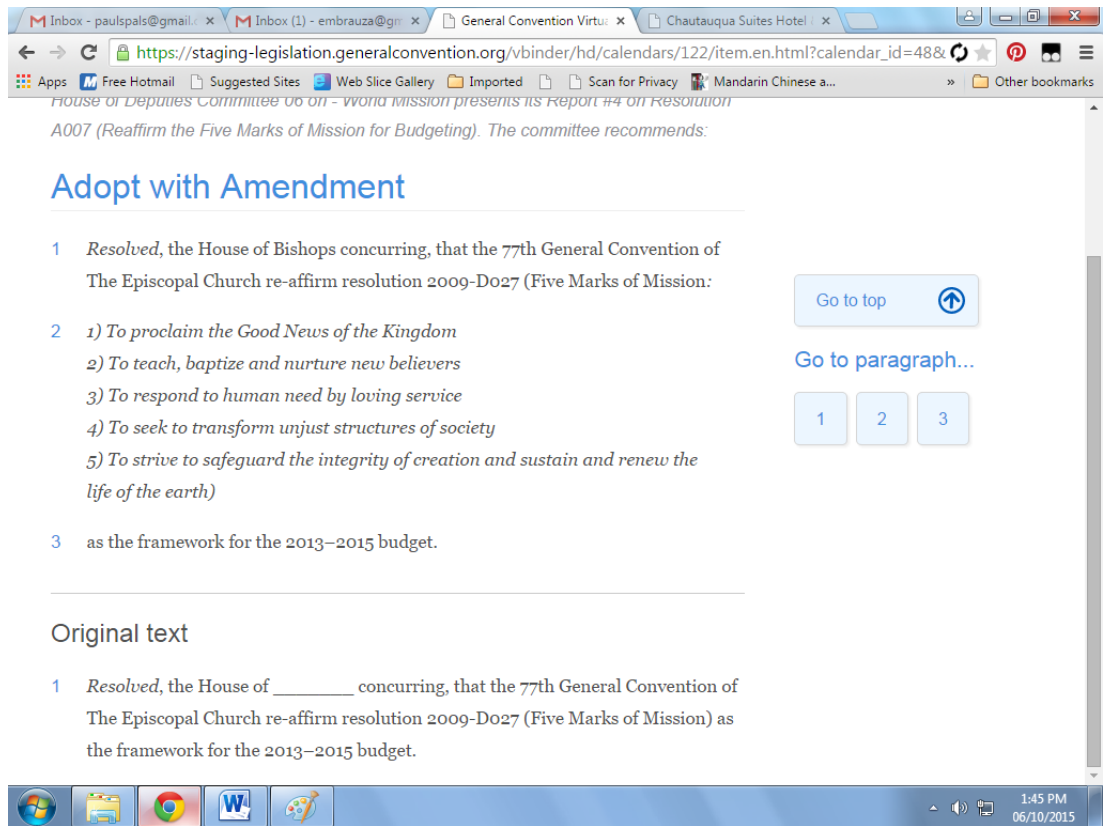 Inbox - paulspals@gmail.c
Inbox (1) - embrauza@gm
General Convention Virtua
Chautauqua Suites Hotel &
https://staging-legislation.generalconvention.org/vbinder/hd/calendars/122/item.en.html?calendar_id=48&
Apps Free Hotmail Suggested Sites Web Slice Gallery Imported Scan for Privacy Mandarin Chinese a... » Other bookmarks
House of Deputies Committee 06 on - World Mission presents its Report #4 on Resolution
A007 (Reaffirm the Five Marks of Mission for Budgeting). The committee recommends:
Adopt with Amendment
1 Resolved, the House of Bishops concurring, that the 77th General Convention of
The Episcopal Church re-affirm resolution 2009-D027 (Five Marks of Mission:
2 1) To proclaim the Good News of the Kingdom
2) To teach, baptize and nurture new believers
3) To respond to human need by loving service
4) To seek to transform unjust structures of society
5) To strive to safeguard the integrity of creation and sustain and renew the
life of the earth)
3 as the framework for the 2013–2015 budget.
Go to top
Go to paragraph...
1 2 3
Original text
1 Resolved, the House of ________ concurring, that the 77th General Convention of
The Episcopal Church re-affirm resolution 2009-D027 (Five Marks of Mission) as
the framework for the 2013–2015 budget.
1:45 PM
06/10/2015